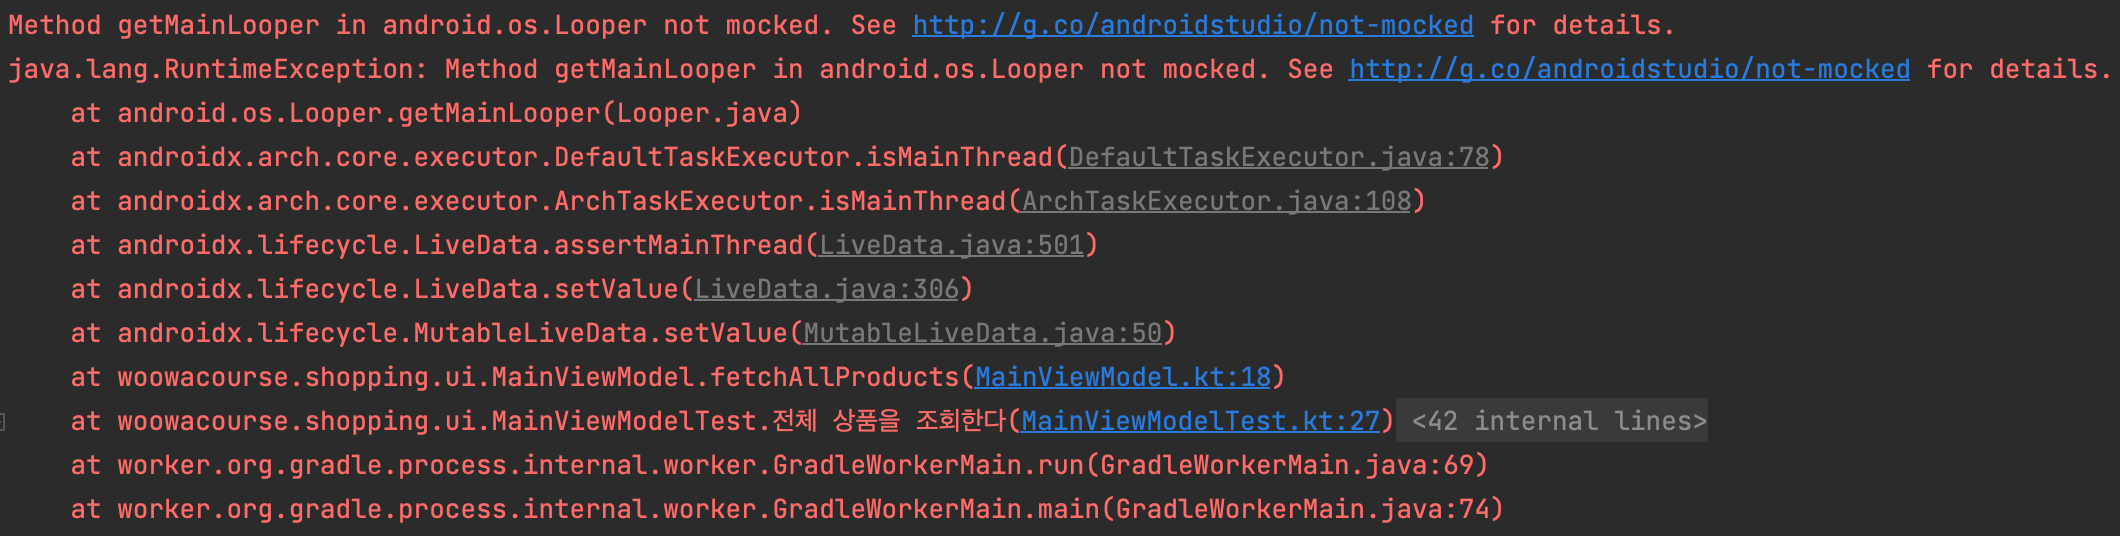 Method getMainLooper in android.os.Looper not mocked. See http://g.co/androidstudio/not-mocked for details.
java.lang.RuntimeException: Method getMainLooper in android.os.Looper not mocked. See http://g.co/androidstudio/not-mocked for details.
    at android.os.Looper.getMainLooper(Looper.java)
    at androidx.arch.core.executor.DefaultTaskExecutor.isMainThread(DefaultTaskExecutor.java:78)
    at androidx.arch.core.executor.ArchTaskExecutor.isMainThread(ArchTaskExecutor.java:108)
    at androidx.lifecycle.LiveData.assertMainThread(LiveData.java:501)
    at androidx.lifecycle.LiveData.setValue(LiveData.java:306)
    at androidx.lifecycle.MutableLiveData.setValue(MutableLiveData.java:50)
    at woowacourse.shopping.ui.MainViewModel.fetchAllProducts(MainViewModel.kt:18)
    at woowacourse.shopping.ui.MainViewModelTest.전체 상품을 조회한다(MainViewModelTest.kt:27) <42 internal lines>
    at worker.org.gradle.process.internal.worker.GradleWorkerMain.run(GradleWorkerMain.java:69)
    at worker.org.gradle.process.internal.worker.GradleWorkerMain.main(GradleWorkerMain.java:74)